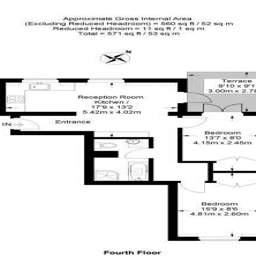 Approximate Gross Internal Area
(Excluding Reduced Headroom) = 560 sq ft / 52 sq m
Reduced Headroom = 11 sq ft / 1 sq m
Total = 571 sq ft / 53 sq m
Terrace
9'10 x 9'1
3.00m x 2.7
Reception Room
Kitchen /
17'9 x 13'2
5.42m x 4.02m
IN
Entrance
Bedroom
13'7 x 8'0
4.15m x 2.45m
Bedroom
15'9 x 8'6
4.81m x 2.60m
Fourth Floor